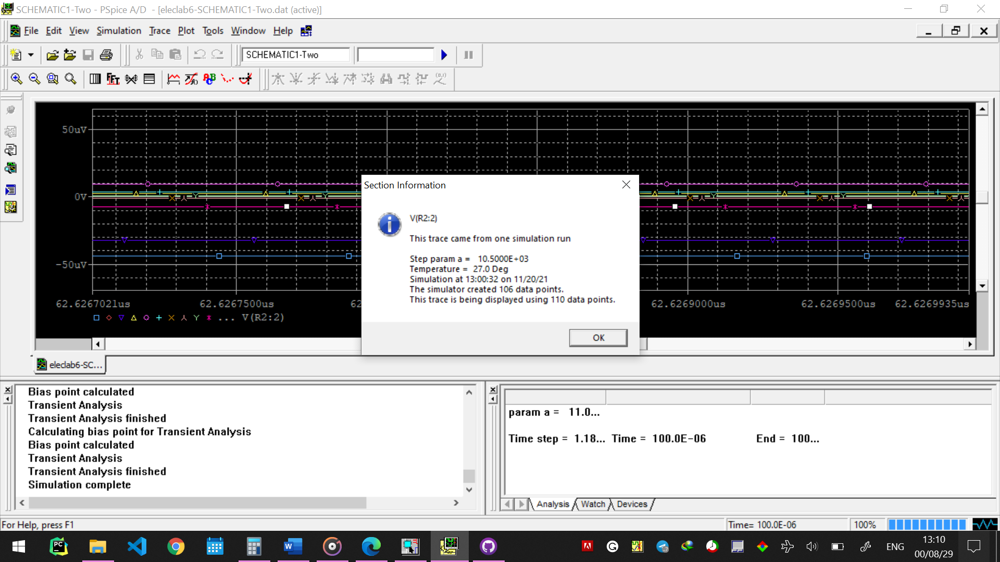 SCHEMATIC1-Two - PSpice A/D  - [eleclab6-SCHEMATIC1-Two.dat (active)]
File Edit View Simulation Trace Plot Tools Window Help
SCHEMATIC1-Two
50uV
0V
-50uV
62.6267021us 62.6267500us 62.6269000us 62.6269500us 62.6269935us
... V(R2:2)
Section Information
V(R2:2)
This trace came from one simulation run
Step param a =   10.5000E+03
Temperature =  27.0 Deg
Simulation at 13:00:32 on 11/20/21
The simulator created 106 data points.
This trace is being displayed using 110 data points.
OK
eleclab6-SC...
Bias point calculated
Transient Analysis
Transient Analysis finished
Calculating bias point for Transient Analysis
Bias point calculated
Transient Analysis
Transient Analysis finished
Simulation complete
param a =   11.0...
Time step =  1.18... Time =  100.0E-06 End =  100...
Analysis Watch Devices
For Help, press F1
Time= 100.0E-06 100%
ENG
13:10
00/08/29